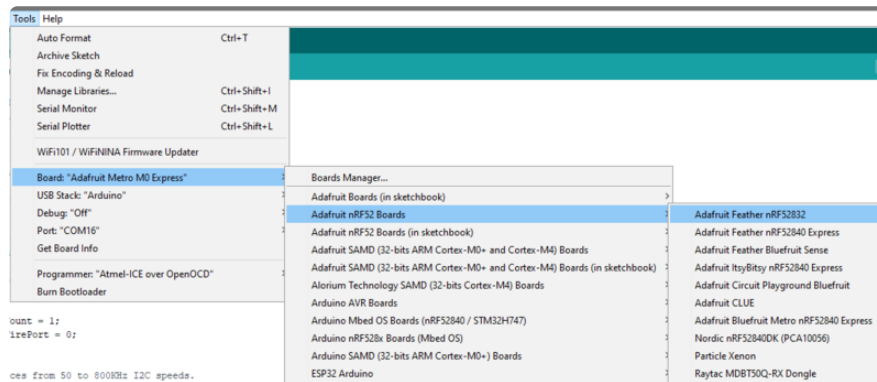 Tools Help
Auto Format Ctrl+T
Archive Sketch
Fix Encoding & Reload
Manage Libraries... Ctrl+Shift+I
Serial Monitor Ctrl+Shift+M
Serial Plotter Ctrl+Shift+L
WiFi101 / WiFiNINA Firmware Updater
Board: "Adafruit Metro M0 Express"
USB Stack: "Arduino"
Debug: "Off"
Port: "COM16"
Get Board Info
Programmer: "Atmel-ICE over OpenOCD"
Burn Bootloader
Boards Manager...
Adafruit Boards (in sketchbook)
Adafruit nRF52 Boards
Adafruit nRF52 Boards (in sketchbook)
Adafruit SAMD (32-bits ARM Cortex-M0+ and Cortex-M4) Boards
Adafruit SAMD (32-bits ARM Cortex-M0+ and Cortex-M4) Boards (in sketchbook)
Alorium Technology SAMD (32-bits Cortex-M4) Boards
Arduino AVR Boards
Arduino Mbed OS Boards (nRF52840 / STM32H747)
Arduino nRF528x Boards (Mbed OS)
Arduino SAMD (32-bits ARM Cortex-M0+) Boards
ESP32 Arduino
Adafruit Feather nRF52832
Adafruit Feather nRF52840 Express
Adafruit Feather Bluefruit Sense
Adafruit ItsyBitsy nRF52840 Express
Adafruit Circuit Playground Bluefruit
Adafruit CLUE
Adafruit Bluefruit Metro nRF52840 Express
Nordic nRF52840DK (PCA10056)
Particle Xenon
Raytac MDBT50Q-RX Dongle
ount = 1;
irePort = 0;
ces from 50 to 800KHz I2C speeds.